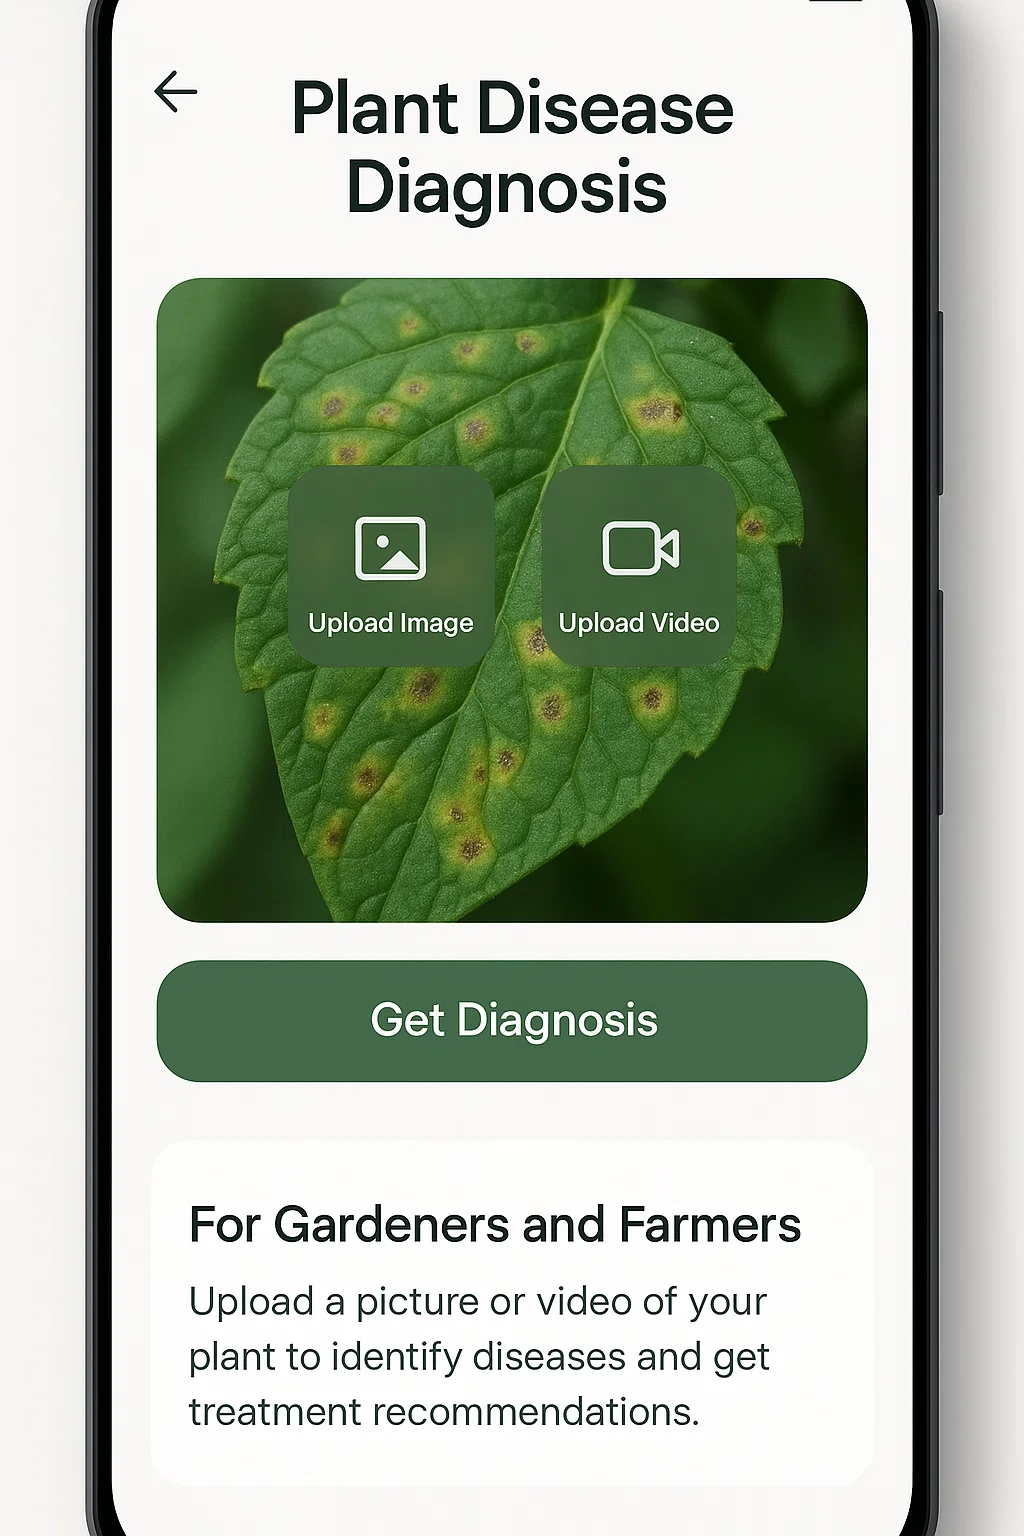 Plant Disease
Diagnosis
Upload Image
Upload Video
Get Diagnosis
For Gardeners and Farmers
Upload a picture or video of your
plant to identify diseases and get
treatment recommendations.